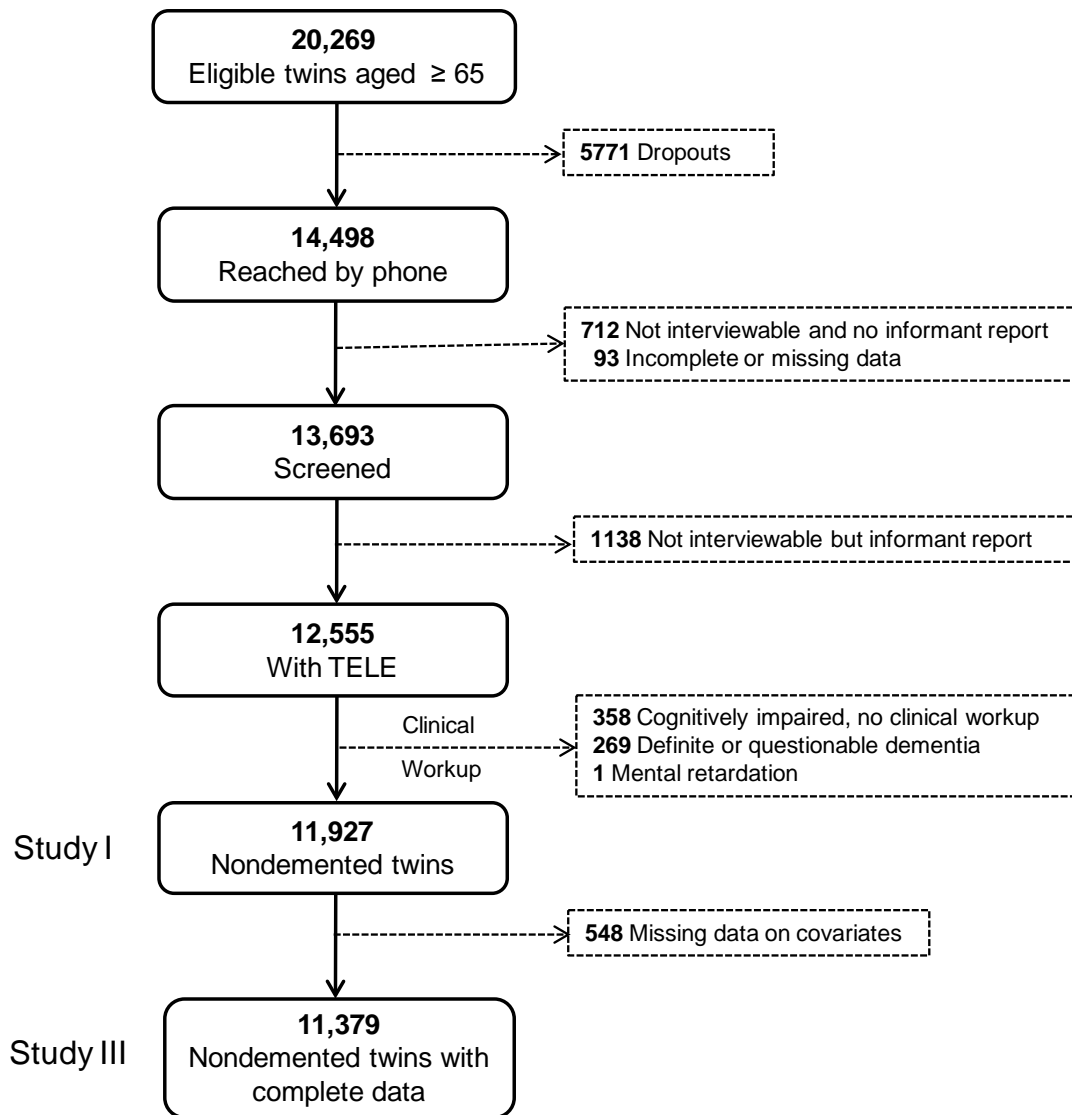 20,269
Eligible twins aged ≥ 65
5771 Dropouts
14,498
Reached by phone
712 Not interviewable and no informant report
93 Incomplete or missing data
13,693
Screened
1138 Not interviewable but informant report
12,555
With TELE
Clinical
Workup
358 Cognitively impaired, no clinical workup
269 Definite or questionable dementia
1 Mental retardation
Study I
11,927
Nondemented twins
548 Missing data on covariates
Study III
11,379
Nondemented twins with
complete data